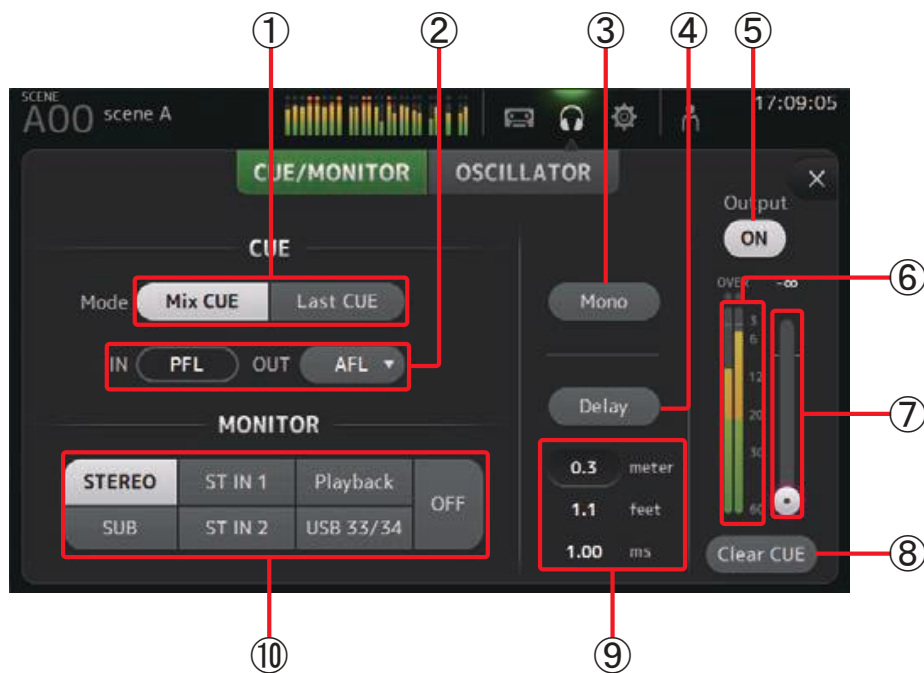 ① ② ③ ④ ⑤
SCENE
A00 scene A 17:09:05
CUE/MONITOR OSCILLATOR ×
Output
ON
CUE
⑥
OVER -∞
Mode Mix CUE Last CUE Mono
3
6
IN PFL OUT AFL ▼
12
Delay
20 ⑦
MONITOR
30
STEREO ST IN 1 Playback OFF 0.3 meter
SUB ST IN 2 USB 33/34 1.1 feet
60
1.00 ms Clear CUE ⑧
⑩ ⑨